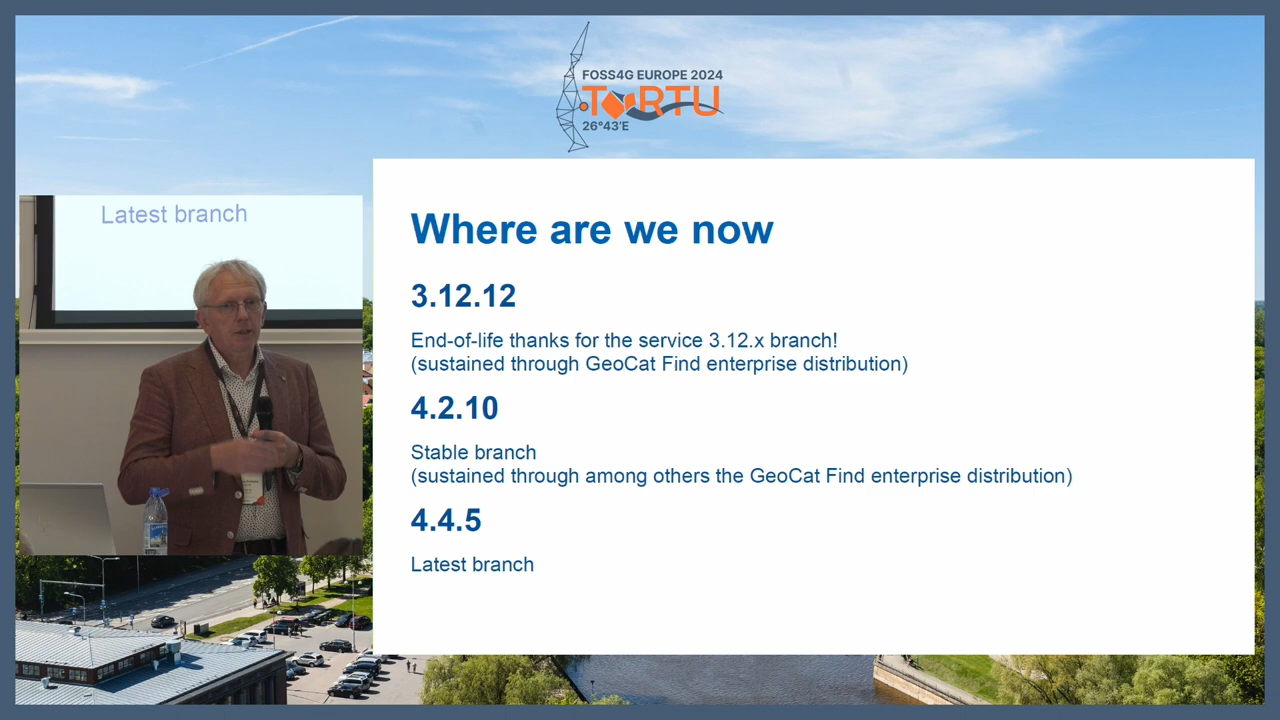 FOSS4G EUROPE 2024
TARTU
26°43'E
Latest branch
Where are we now
3.12.12
End-of-life thanks for the service 3.12.x branch!
(sustained through GeoCat Find enterprise distribution)
4.2.10
Stable branch
(sustained through among others the GeoCat Find enterprise distribution)
4.4.5
Latest branch